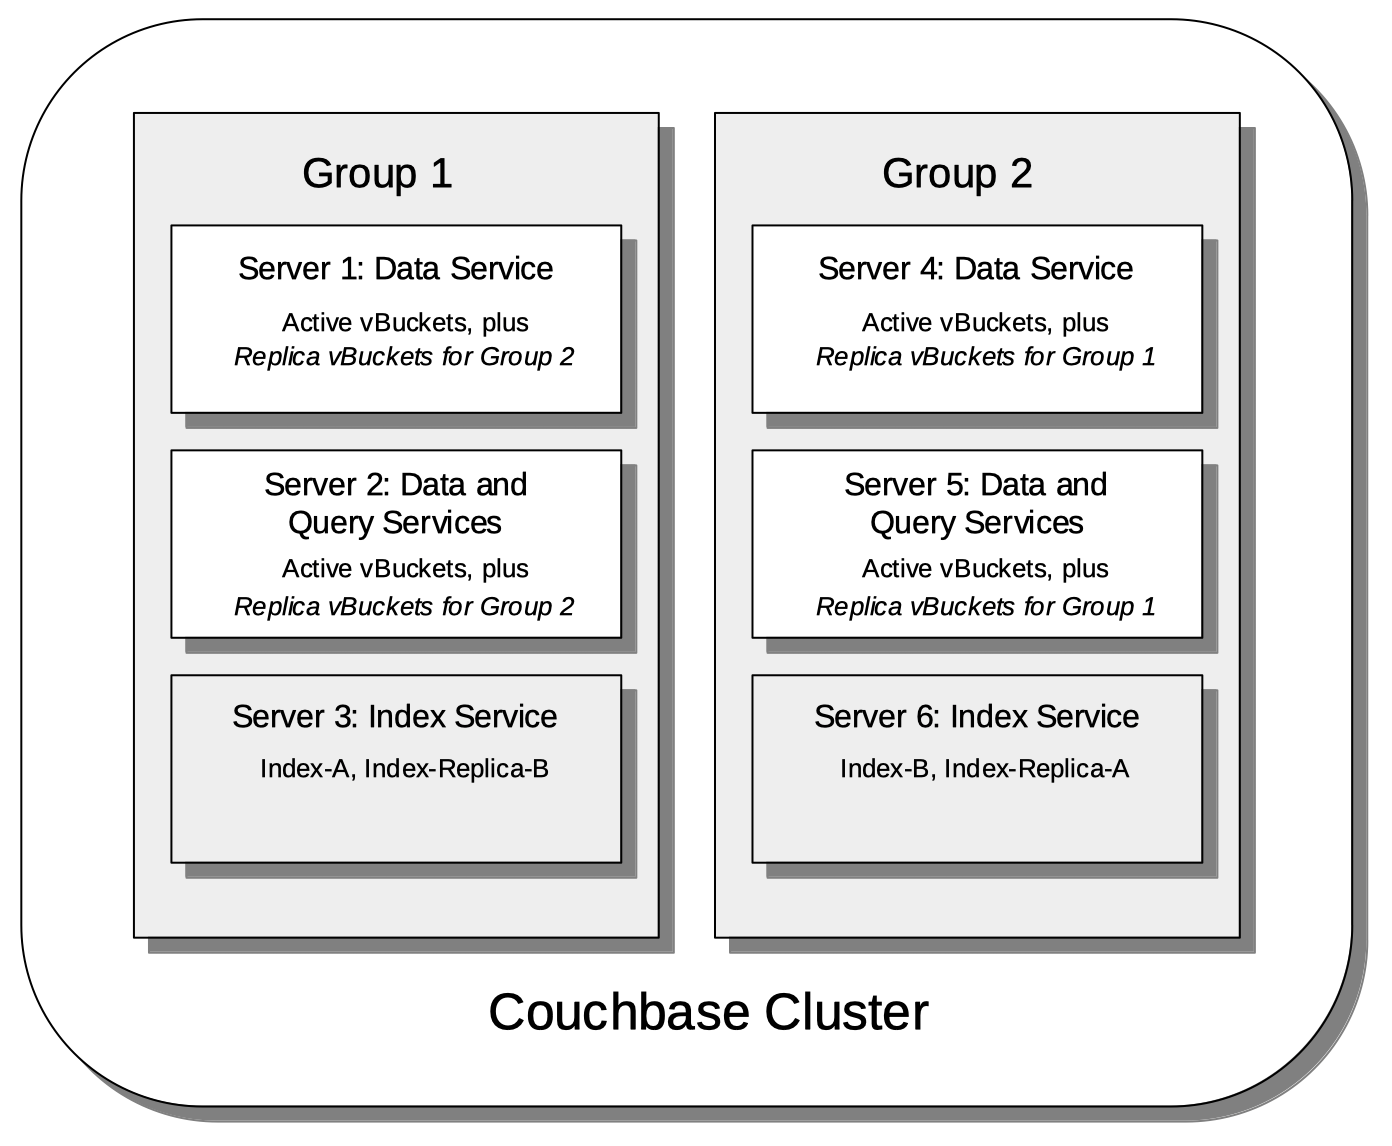 Group 1
Server 1: Data Service
Active vBuckets, plus
Replica vBuckets for Group 2
Server 2: Data and
Query Services
Active vBuckets, plus
Replica vBuckets for Group 2
Server 3: Index Service
Index-A, Index-Replica-B
Group 2
Server 4: Data Service
Active vBuckets, plus
Replica vBuckets for Group 1
Server 5: Data and
Query Services
Active vBuckets, plus
Replica vBuckets for Group 1
Server 6: Index Service
Index-B, Index-Replica-A
Couchbase Cluster